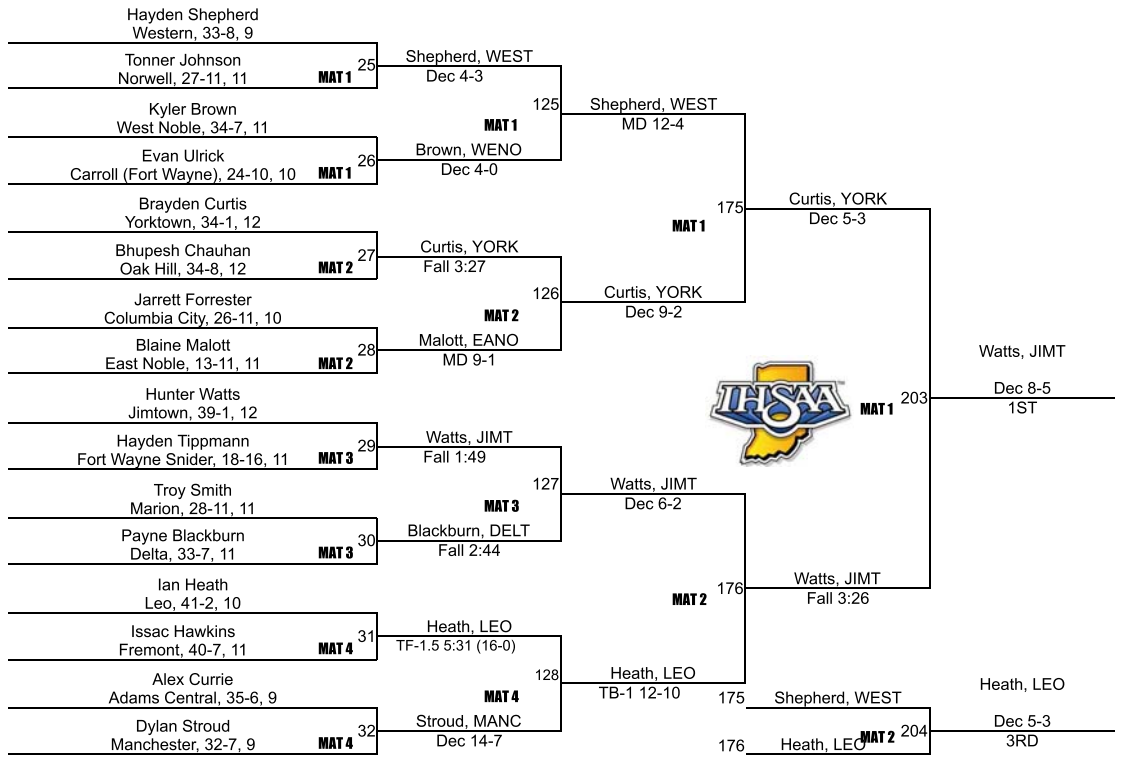 Hayden Shepherd
Western, 33-8, 9
Tonner Johnson
Norwell, 27-11, 11
MAT 1
25
Shepherd, WEST
Dec 4-3
Kyler Brown
West Noble, 34-7, 11
Evan Ulrick
Carroll (Fort Wayne), 24-10, 10
MAT 1
26
Brown, WENO
Dec 4-0
125
MAT 1
Shepherd, WEST
MD 12-4
Brayden Curtis
Yorktown, 34-1, 12
Bhupesh Chauhan
Oak Hill, 34-8, 12
MAT 2
27
Curtis, YORK
Fall 3:27
Jarrett Forrester
Columbia City, 26-11, 10
Blaine Malott
East Noble, 13-11, 11
MAT 2
28
Malott, EANO
MD 9-1
126
MAT 2
Curtis, YORK
Dec 9-2
175
MAT 1
Curtis, YORK
Dec 5-3
Hunter Watts
Jimtown, 39-1, 12
Hayden Tippmann
Fort Wayne Snider, 18-16, 11
MAT 3
29
Watts, JIMT
Fall 1:49
Troy Smith
Marion, 28-11, 11
Payne Blackburn
Delta, 33-7, 11
MAT 3
30
Blackburn, DELT
Fall 2:44
127
MAT 3
Watts, JIMT
Dec 6-2
Ian Heath
Leo, 41-2, 10
Issac Hawkins
Fremont, 40-7, 11
MAT 4
31
Heath, LEO
TF-1.5 5:31 (16-0)
Alex Currie
Adams Central, 35-6, 9
Dylan Stroud
Manchester, 32-7, 9
MAT 4
32
Stroud, MANC
Dec 14-7
128
MAT 4
Heath, LEO
TB-1 12-10
176
MAT 2
Watts, JIMT
Fall 3:26
IHSAA
MAT 1
203
Watts, JIMT
Dec 8-5
1ST
175
Shepherd, WEST
176
Heath, LEO
MAT 2
204
Heath, LEO
Dec 5-3
3RD